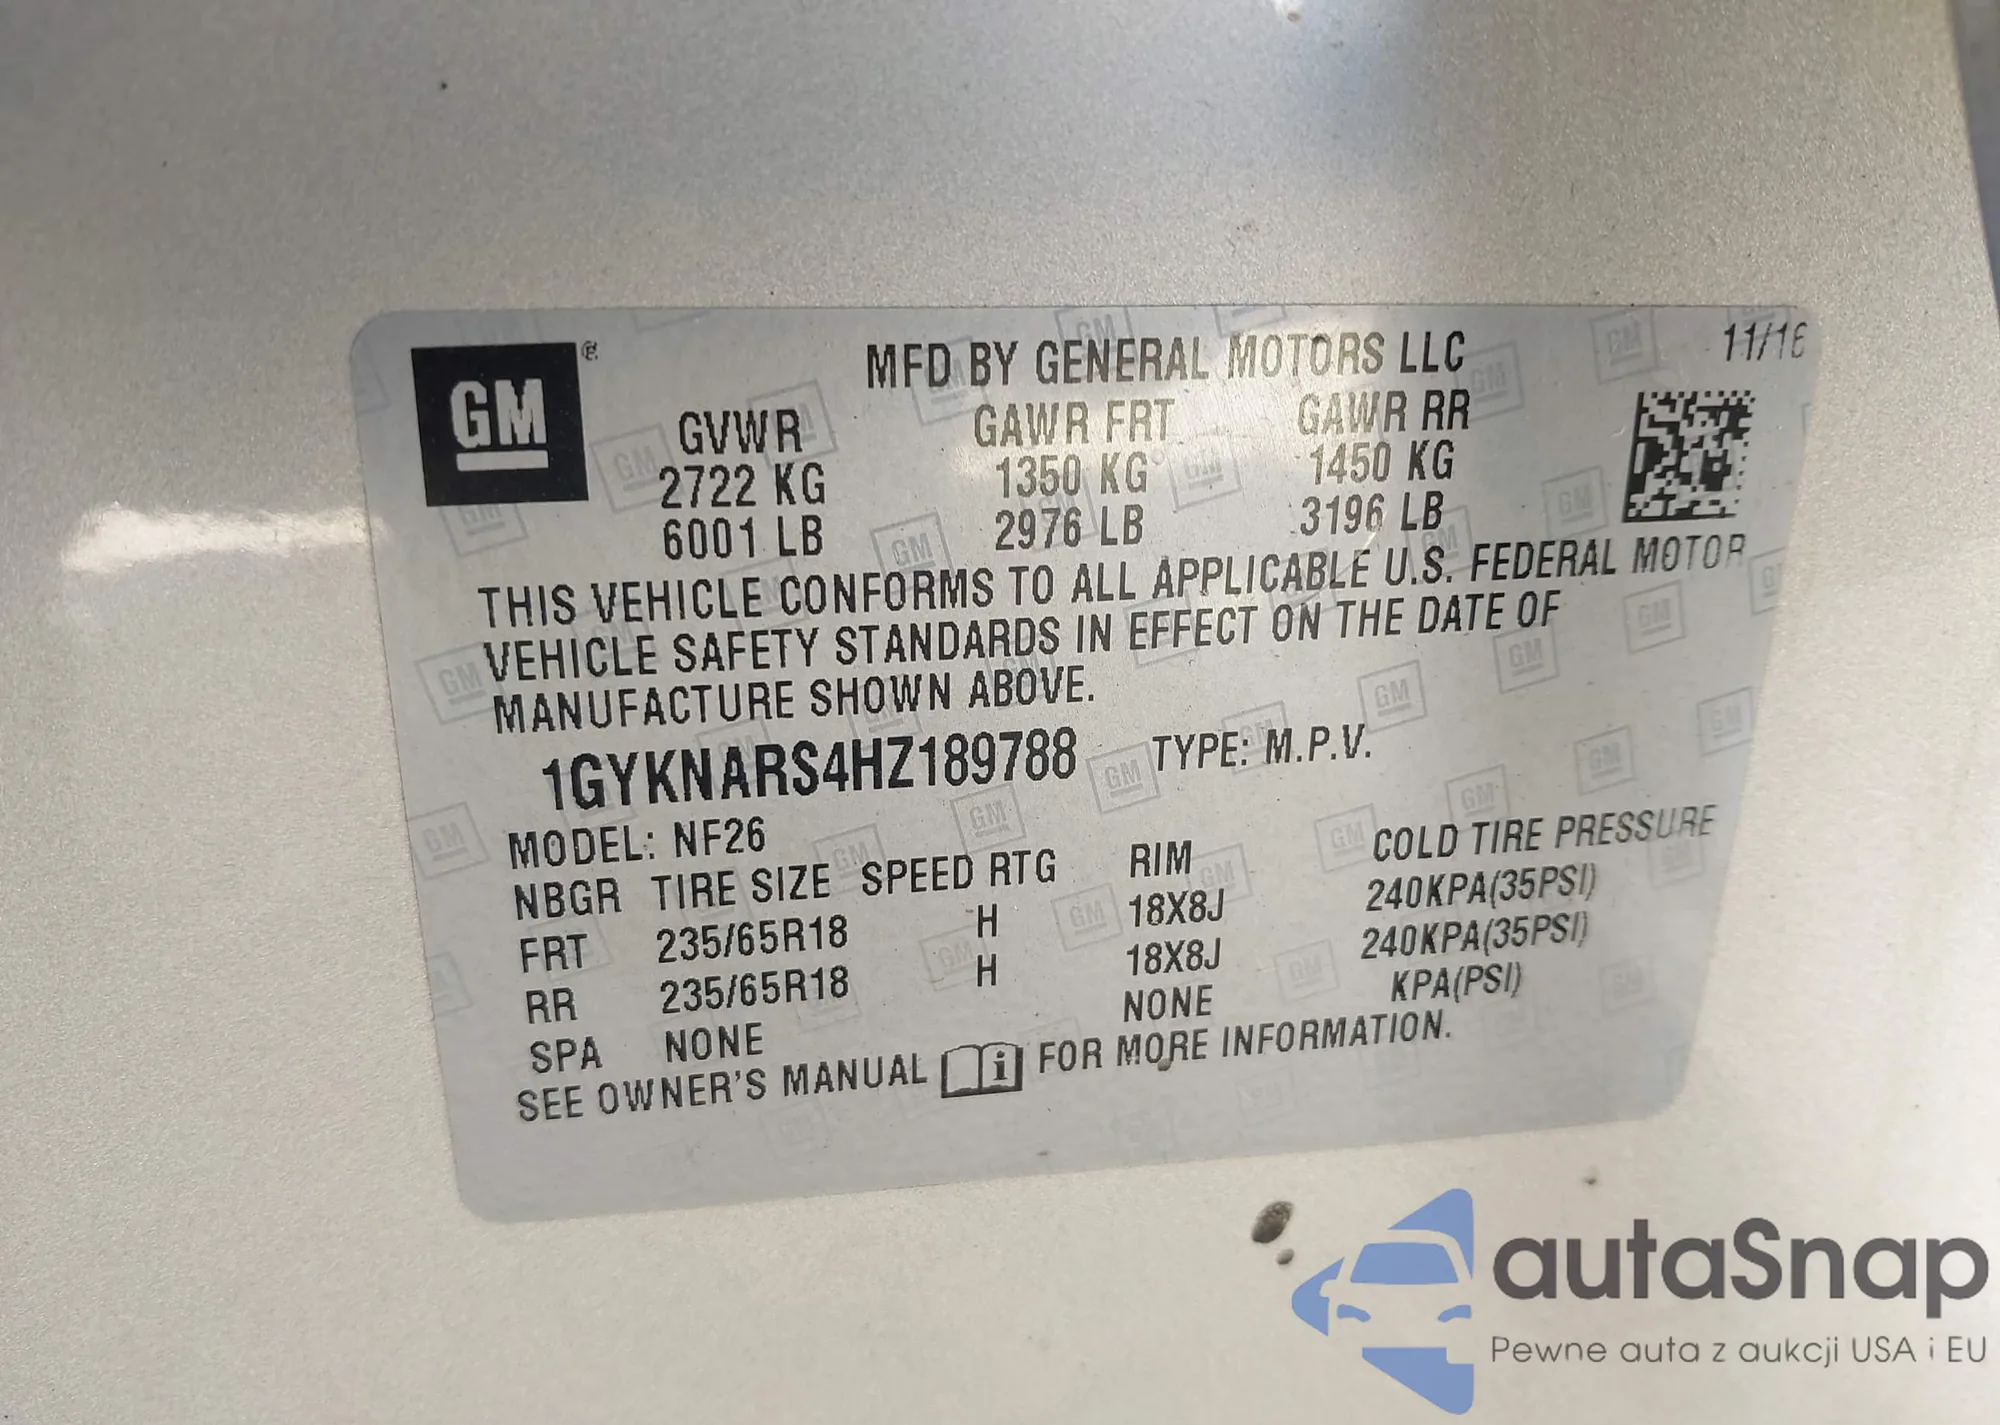 GM
MFD BY GENERAL MOTORS LLC 11/16
GVWR GAWR FRT GAWR RR
2722 KG 1350 KG 1450 KG
6001 LB 2976 LB 3196 LB
THIS VEHICLE CONFORMS TO ALL APPLICABLE U.S. FEDERAL MOTOR
VEHICLE SAFETY STANDARDS IN EFFECT ON THE DATE OF
MANUFACTURE SHOWN ABOVE.
1GYKNARS4HZ189788 TYPE: M.P.V.
MODEL: NF26
NBGR TIRE SIZE SPEED RTG RIM COLD TIRE PRESSURE
FRT 235/65R18 H 18X8J 240KPA(35PSI)
RR 235/65R18 H 18X8J 240KPA(35PSI)
SPA NONE NONE KPA(PSI)
SEE OWNER'S MANUAL FOR MORE INFORMATION.
autaSnap
Pewne auta z aukcji USA i EU